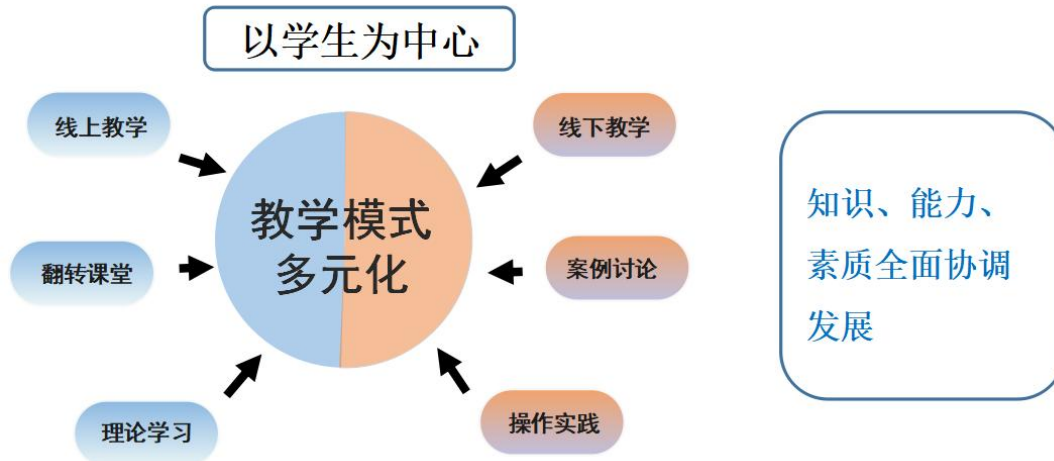 以学生为中心
线上教学
线下教学
教学模式
多元化
翻转课堂
案例讨论
理论学习
操作实践
知识、能力、
素质全面协调
发展